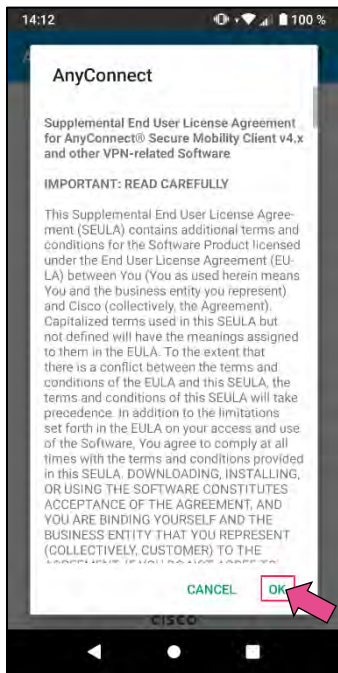 14:12
100 %
AnyConnect
Supplemental End User License Agreement
for AnyConnect® Secure Mobility Client v4.x
and other VPN-related Software
IMPORTANT: READ CAREFULLY
This Supplemental End User License Agree-
ment (SEULA) contains additional terms and
conditions for the Software Product licensed
under the End User License Agreement (EU-
LA) between You (You as used herein means
You and the business entity you represent)
and Cisco (collectively, the Agreement).
Capitalized terms used in this SEULA but
not defined will have the meanings assigned
to them in the EULA. To the extent that
there is a conflict between the terms and
conditions of the EULA and this SEULA, the
terms and conditions of this SEULA will take
precedence. In addition to the limitations
set forth in the EULA on your access and use
of the Software, You agree to comply at all
times with the terms and conditions provided
in this SEULA. DOWNLOADING, INSTALLING,
OR USING THE SOFTWARE CONSTITUTES
ACCEPTANCE OF THE AGREEMENT, AND
YOU ARE BINDING YOURSELF AND THE
BUSINESS ENTITY THAT YOU REPRESENT
(COLLECTIVELY, CUSTOMER) TO THE
CANCEL OK
CISCO